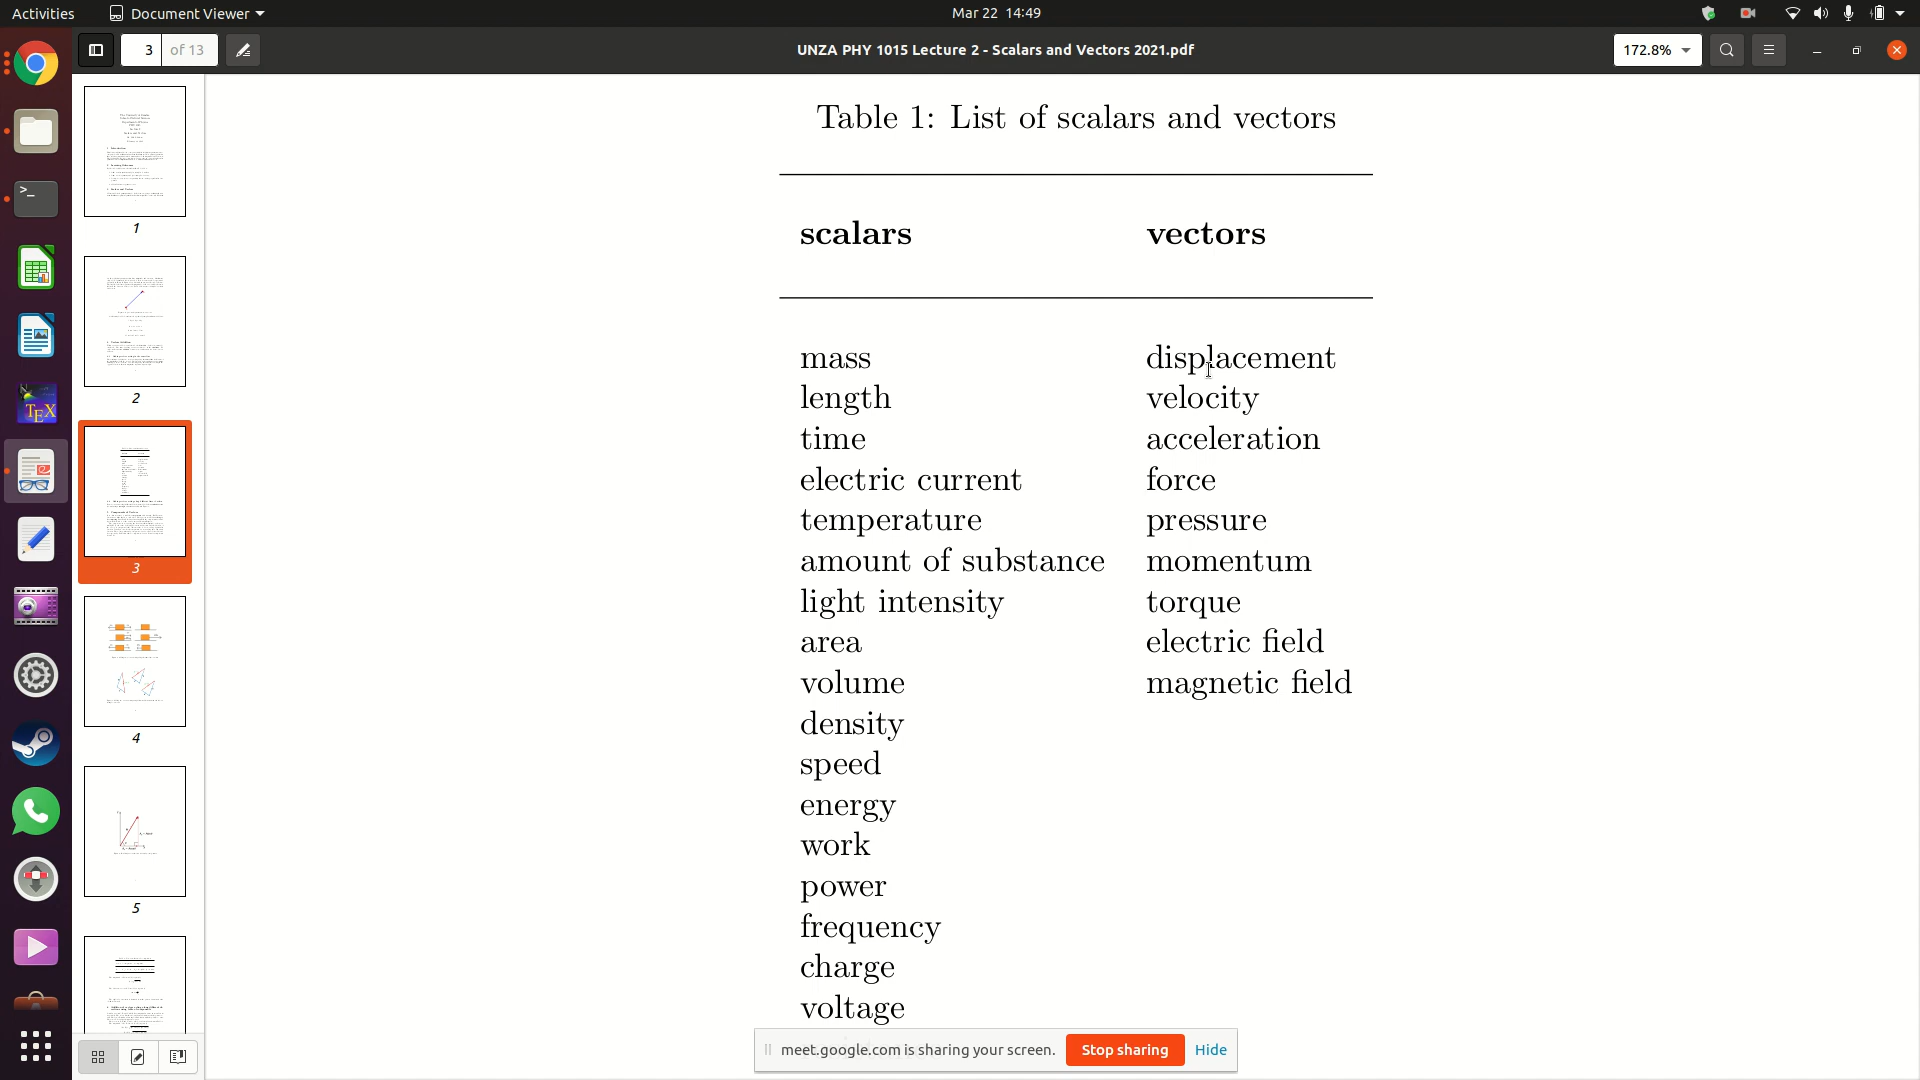 Activities Document Viewer Mar 22 14:49
3 of 13 UNZA PHY 1015 Lecture 2 - Scalars and Vectors 2021.pdf 172.8%
Table 1: List of scalars and vectors
scalars vectors
mass displacement
length velocity
time acceleration
electric current force
temperature pressure
amount of substance momentum
light intensity torque
area electric field
volume magnetic field
density
speed
energy
work
power
frequency
charge
voltage
1
2
3
4
5
meet.google.com is sharing your screen. Stop sharing Hide